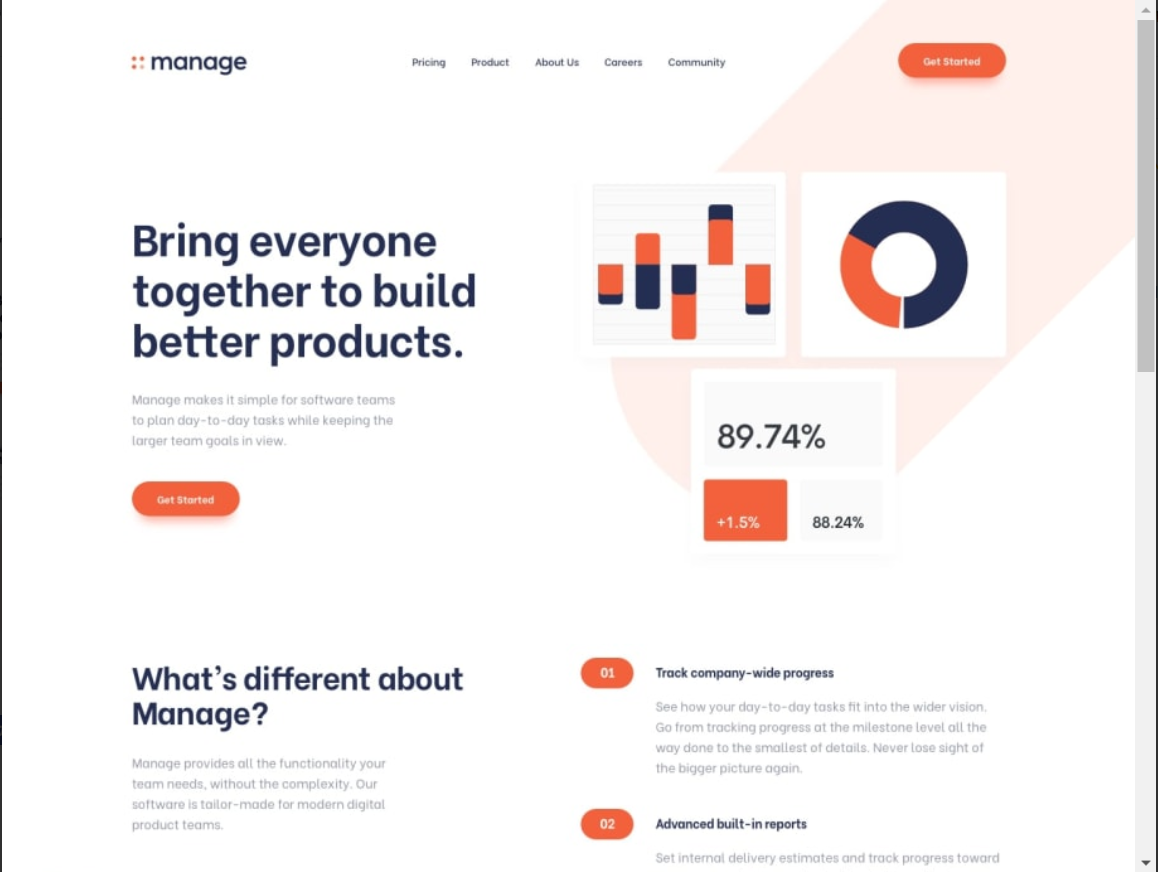 manage
Pricing Product About Us Careers Community
Get Started
Bring everyone
together to build
better products.
Manage makes it simple for software teams
to plan day-to-day tasks while keeping the
larger team goals in view.
Get Started
89.74%
+1.5%
88.24%
What's different about
Manage?
Manage provides all the functionality your
team needs, without the complexity. Our
software is tailor-made for modern digital
product teams.
01
Track company-wide progress
See how your day-to-day tasks fit into the wider vision.
Go from tracking progress at the milestone level all the
way done to the smallest of details. Never lose sight of
the bigger picture again.
02
Advanced built-in reports
Set internal delivery estimates and track progress toward